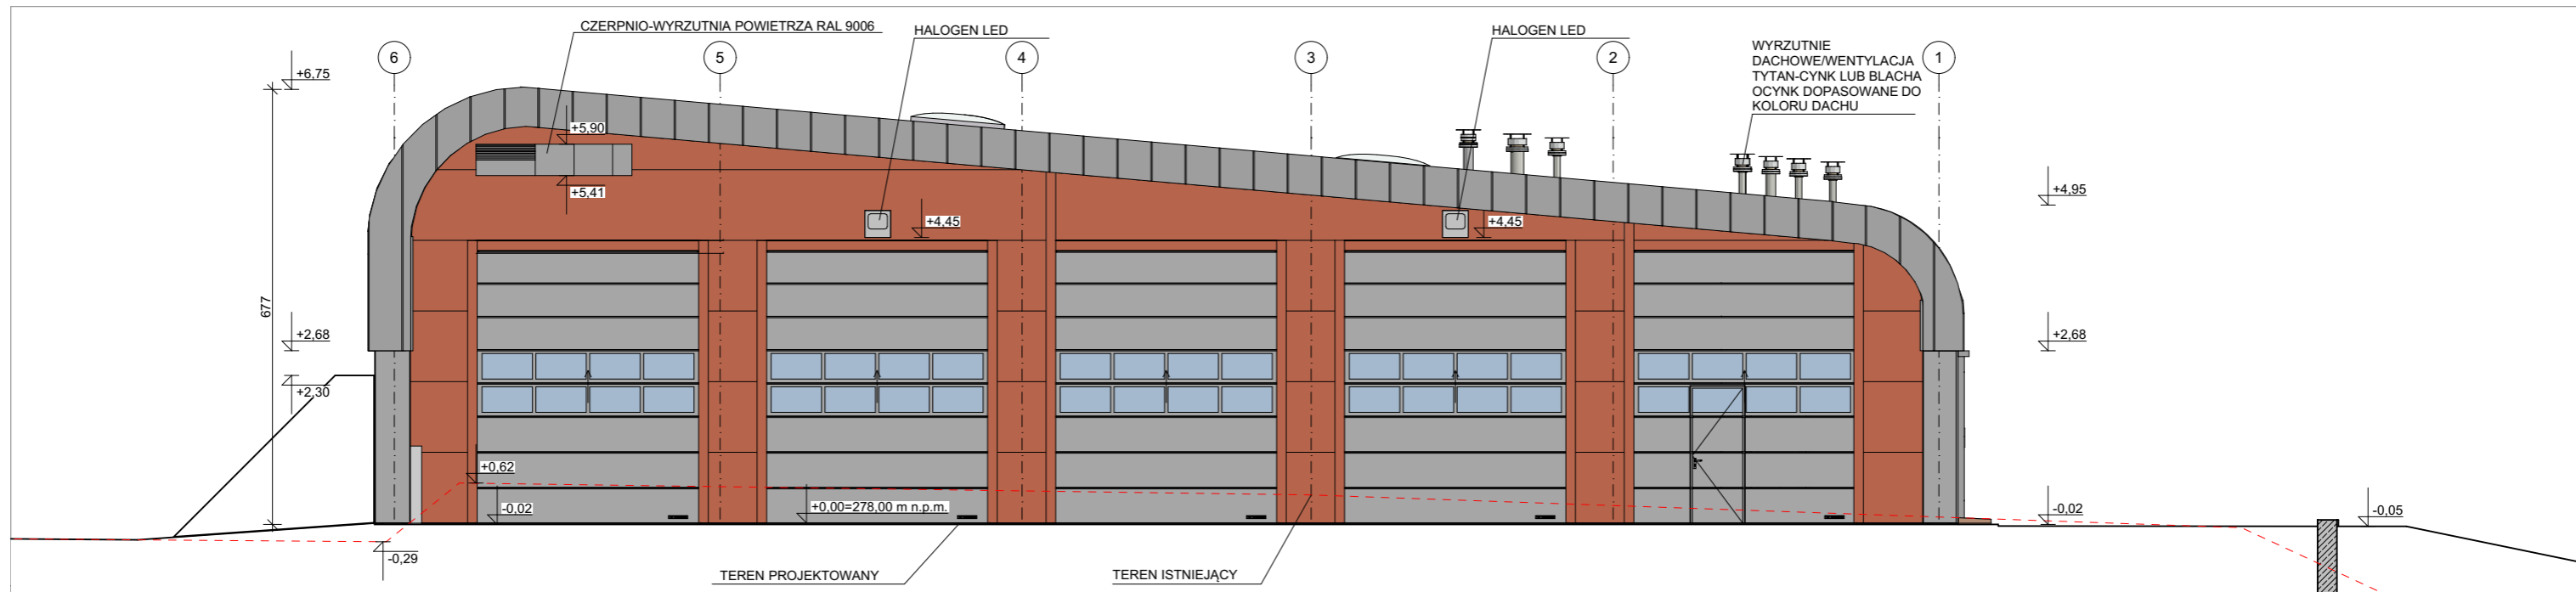 CZERPNIO-WYRZUTNIA POWIETRZA RAL 9006
HALOGEN LED
HALOGEN LED
WYRZUTNIE
DACHOWE/WENTYLACJA
TYTAN-CYNK LUB BLACHA
OCYNK DOPASOWANE DO
KOLORU DACHU
6
5
4
3
2
1
+6,75
+5,90
+5,41
+4,95
+4,45
+4,45
677
+2,68
+2,68
+2,30
+0,62
-0,02
+0,00=278,00 m n.p.m.
-0,02
-0,05
-0,29
TEREN PROJEKTOWANY
TEREN ISTNIEJĄCY